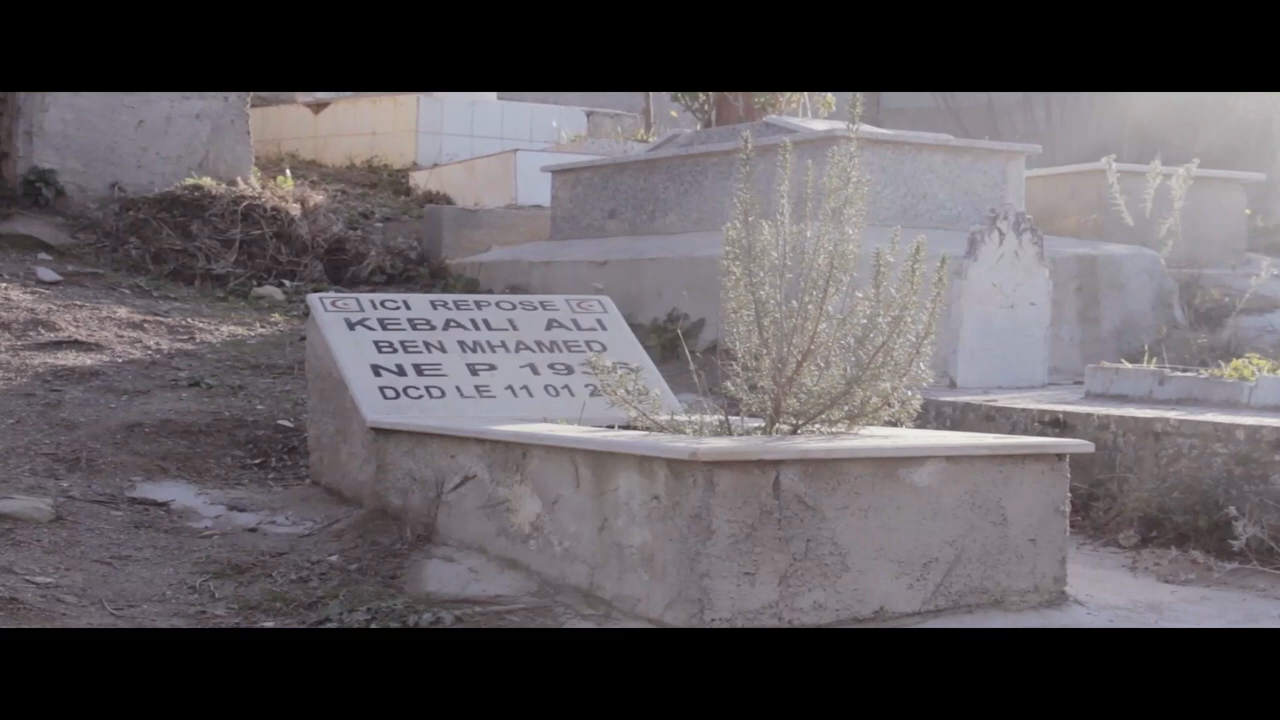 ICI REPOSE
KEBAILI ALI
BEN MHAMED
NE P
DCD LE 11 01